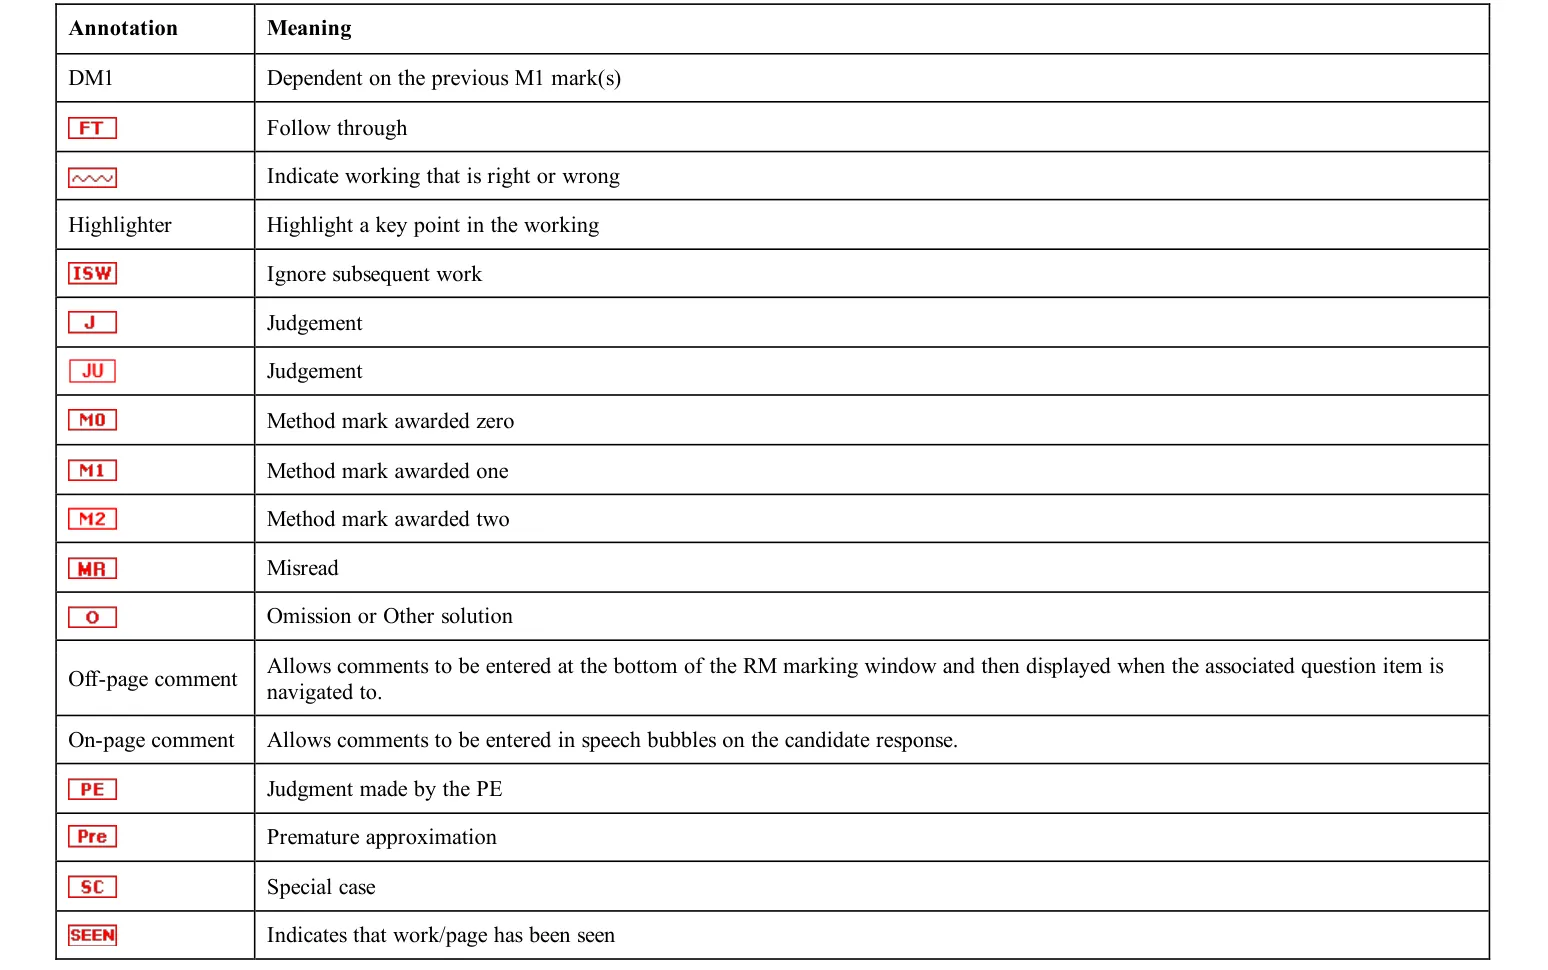 Annotation Meaning
DM1 Dependent on the previous M1 mark(s)
FT Follow through
Indicate working that is right or wrong
Highlighter Highlight a key point in the working
ISW Ignore subsequent work
J Judgement
JU Judgement
M0 Method mark awarded zero
M1 Method mark awarded one
M2 Method mark awarded two
MR Misread
O Omission or Other solution
Off-page comment Allows comments to be entered at the bottom of the RM marking window and then displayed when the associated question item is
navigated to.
On-page comment Allows comments to be entered in speech bubbles on the candidate response.
PE Judgment made by the PE
Pre Premature approximation
SC Special case
SEEN Indicates that work/page has been seen